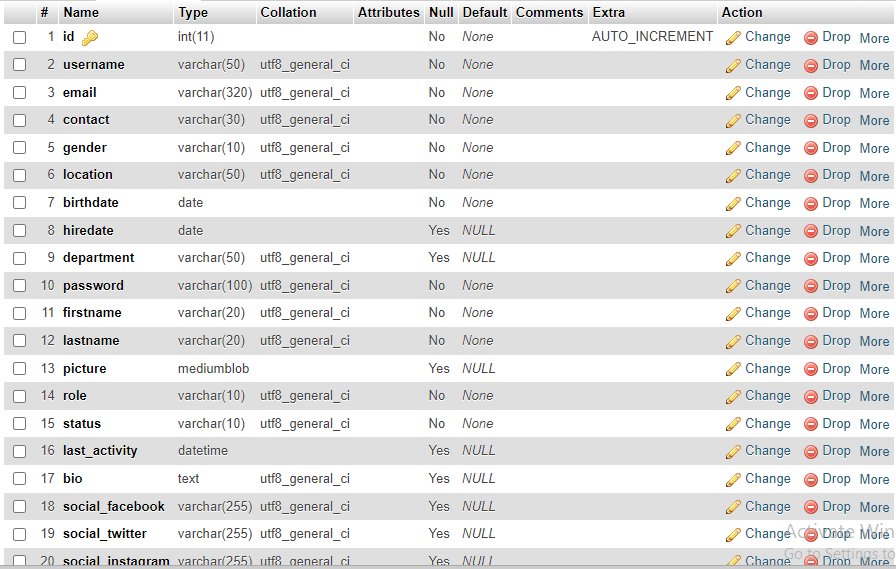 # Name Type Collation Attributes Null Default Comments Extra Action
1 id int(11) No None AUTO_INCREMENT Change Drop More
2 username varchar(50) utf8_general_ci No None Change Drop More
3 email varchar(320) utf8_general_ci No None Change Drop More
4 contact varchar(30) utf8_general_ci No None Change Drop More
5 gender varchar(10) utf8_general_ci No None Change Drop More
6 location varchar(50) utf8_general_ci No None Change Drop More
7 birthdate date No None Change Drop More
8 hiredate date Yes NULL Change Drop More
9 department varchar(50) utf8_general_ci Yes NULL Change Drop More
10 password varchar(100) utf8_general_ci No None Change Drop More
11 firstname varchar(20) utf8_general_ci No None Change Drop More
12 lastname varchar(20) utf8_general_ci No None Change Drop More
13 picture mediumblob Yes NULL Change Drop More
14 role varchar(10) utf8_general_ci No None Change Drop More
15 status varchar(10) utf8_general_ci No None Change Drop More
16 last_activity datetime Yes NULL Change Drop More
17 bio text utf8_general_ci Yes NULL Change Drop More
18 social_facebook varchar(255) utf8_general_ci Yes NULL Change Drop More
19 social_twitter varchar(255) utf8_general_ci Yes NULL Change Drop More
Activate Win
20 social_instagram varchar(255) utf8_general_ci Yes NULL Change Drop More
Go to Settings to